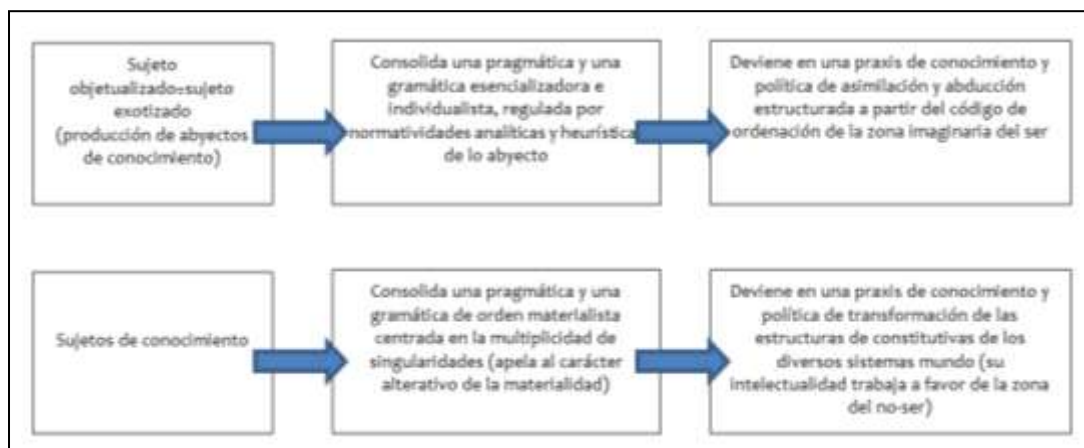 Sujeto
objetualizado=sujeto
exotizado
(producción de abyectos
de conocimiento)
Consolida una pragmática y una
gramática esencializadora e
individualista, regulada por
normatividades analíticas y heurística
de lo abyecto
Deviene en una praxis de conocimiento y
política de asimilación y abducción
estructurada a partir del código de
ordenación de la zona imaginaria del ser
Sujetos de conocimiento
Consolida una pragmática y una
gramática de orden materialista
centrada en la multiplicidad de
singularidades (apela al carácter
alterativo de la materialidad)
Deviene en una praxis de conocimiento y
política de transformación de las
estructuras de constitutivas de los
diversos sistemas mundo (su
intelectualidad trabaja a favor de la zona
del no-ser)